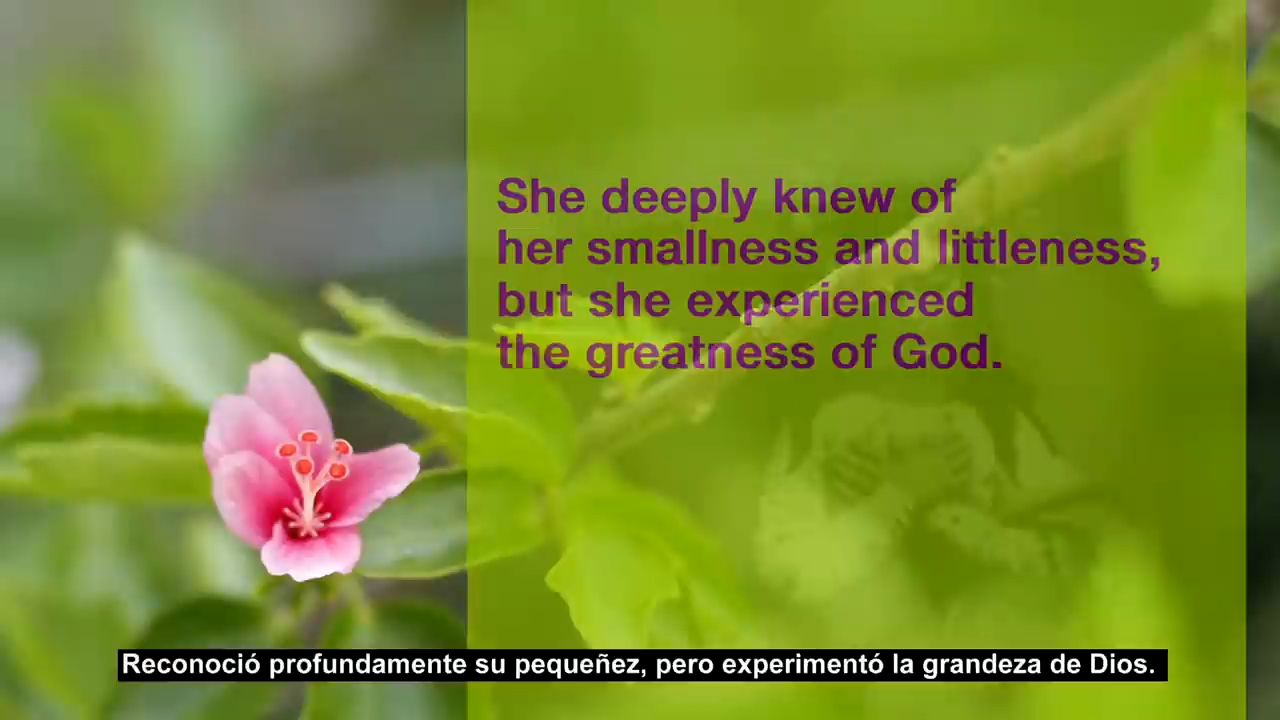 She deeply knew of
her smallness and littleness,
but she experienced
the greatness of God.
Reconoció profundamente su pequeñez, pero experimentó la grandeza de Dios.